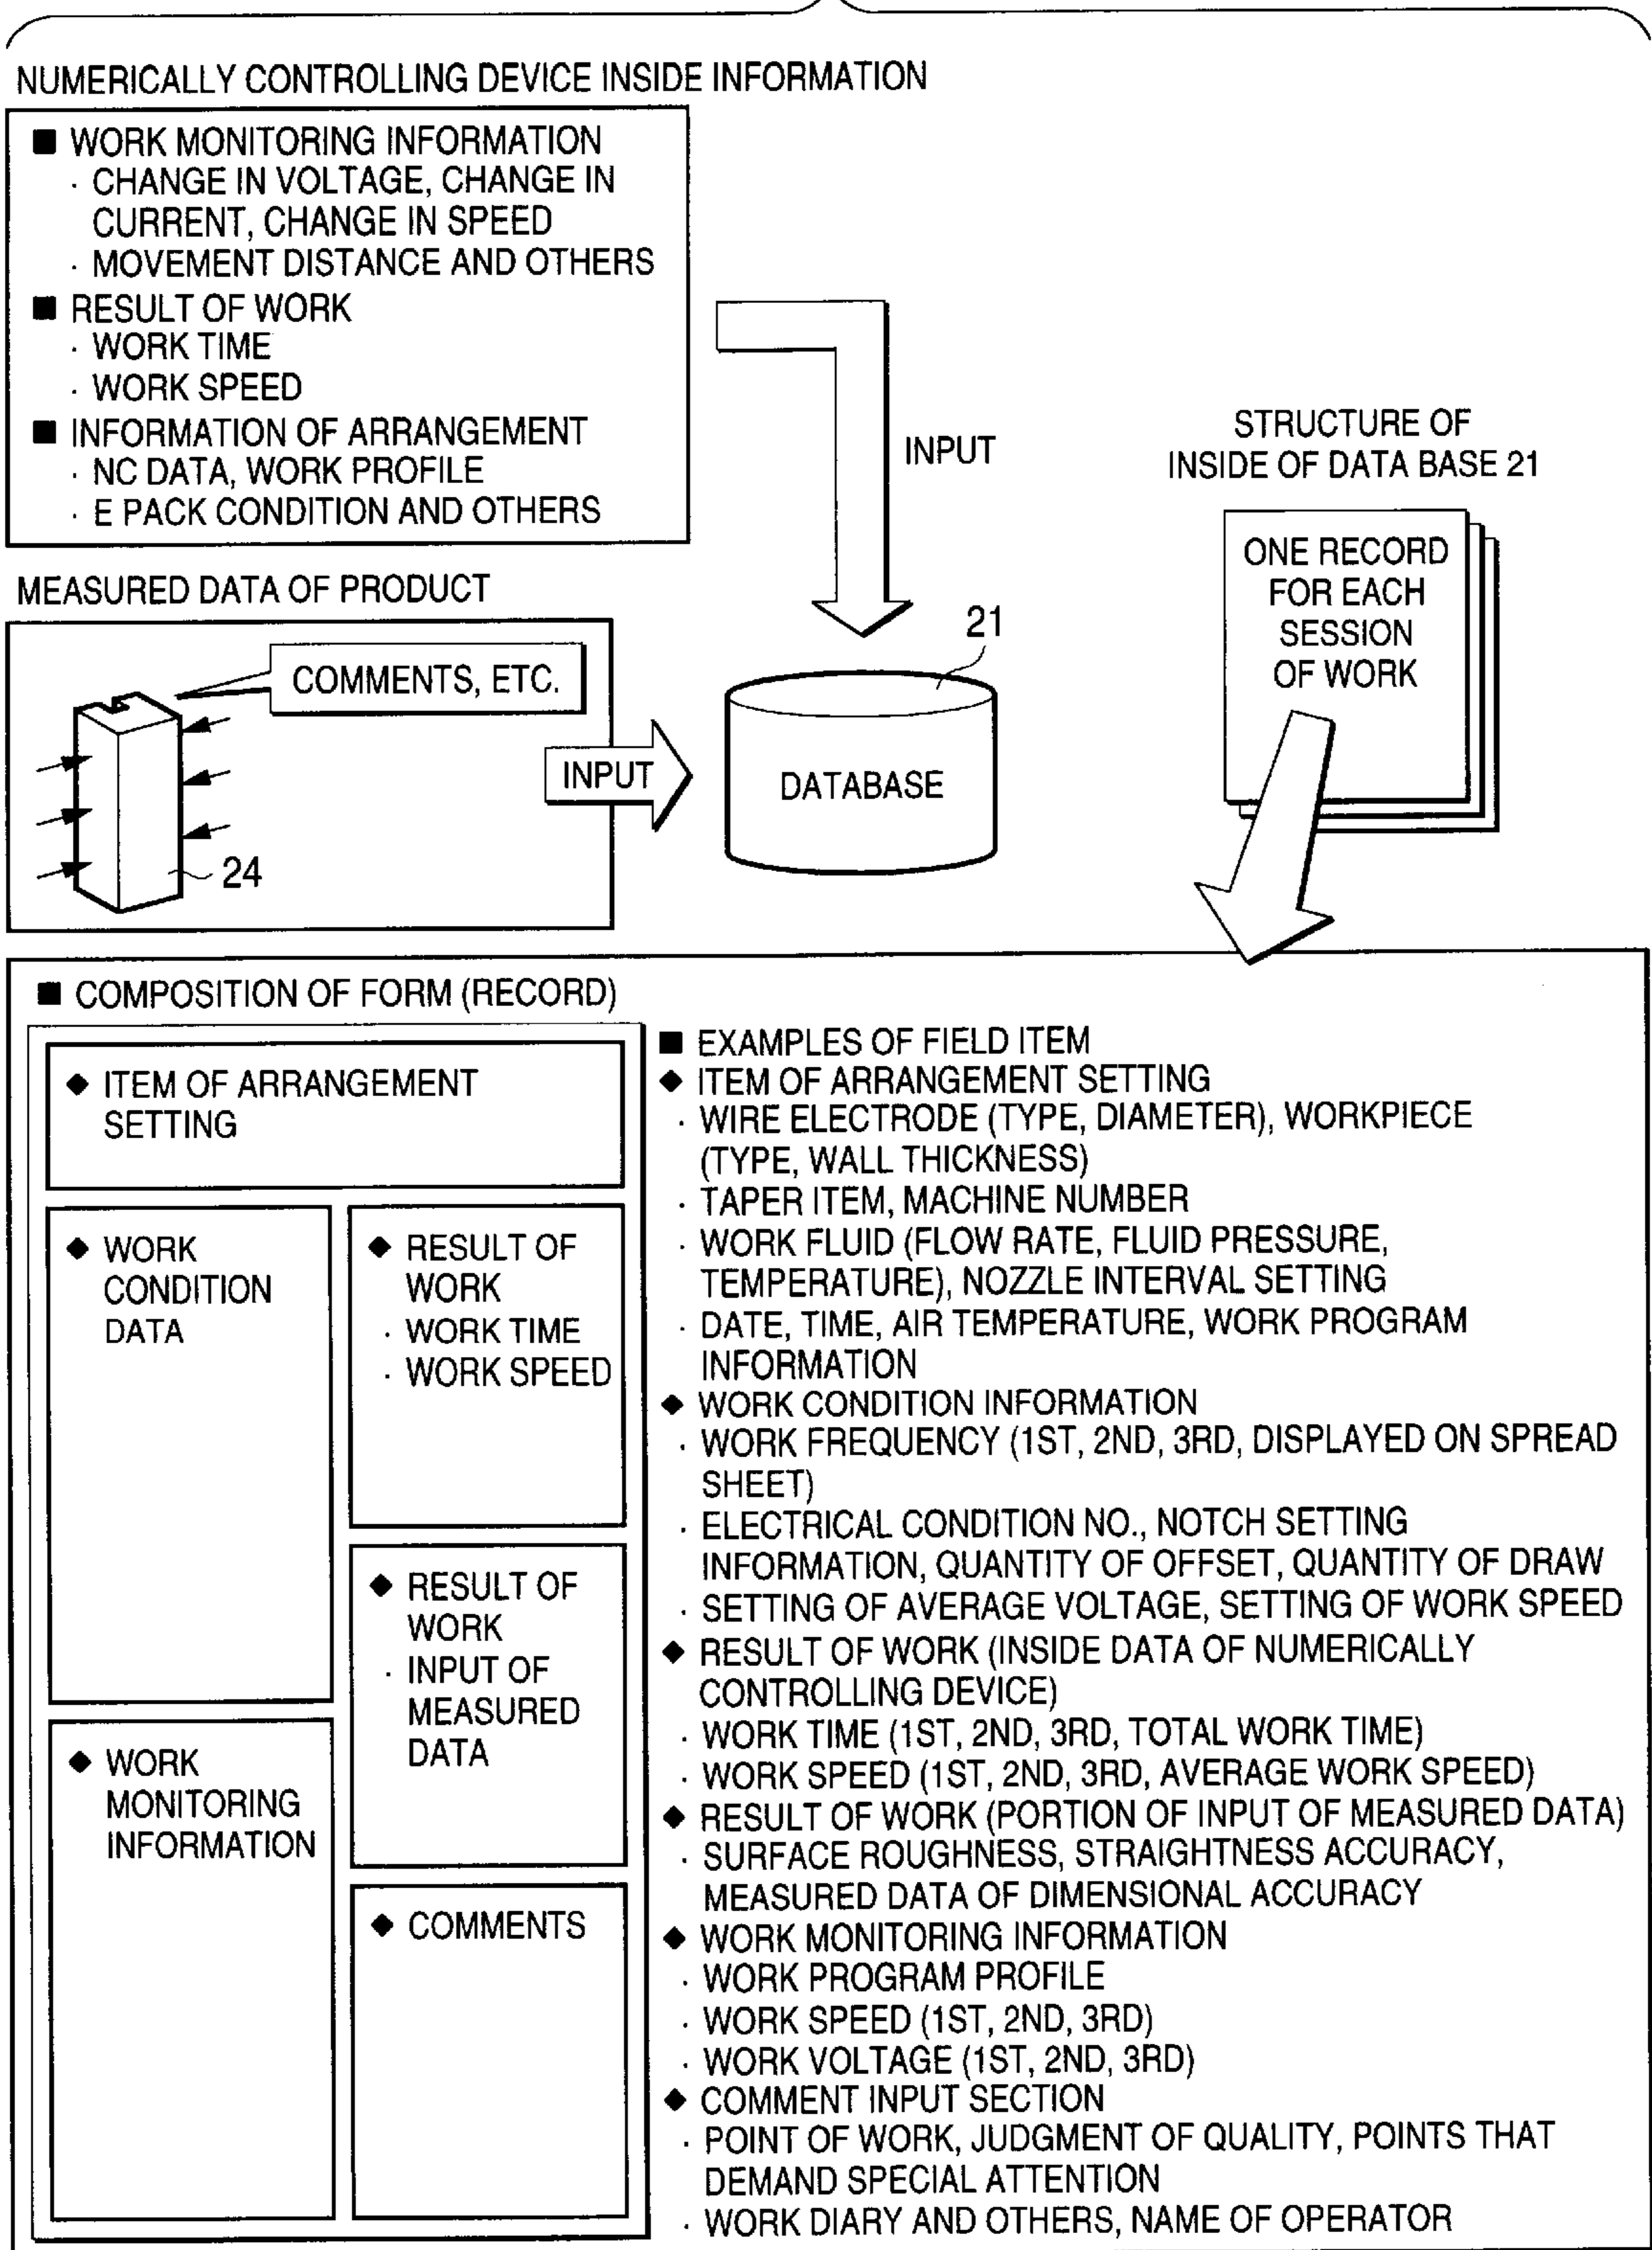 NUMERICALLY CONTROLLING DEVICE INSIDE INFORMATION
■ WORK MONITORING INFORMATION
· CHANGE IN VOLTAGE, CHANGE IN
CURRENT, CHANGE IN SPEED
· MOVEMENT DISTANCE AND OTHERS
■ RESULT OF WORK
· WORK TIME
· WORK SPEED
■ INFORMATION OF ARRANGEMENT
· NC DATA, WORK PROFILE
· E PACK CONDITION AND OTHERS
INPUT
STRUCTURE OF
INSIDE OF DATA BASE 21
ONE RECORD
FOR EACH
SESSION
OF WORK
MEASURED DATA OF PRODUCT
COMMENTS, ETC.
24
INPUT
21
DATABASE
■ COMPOSITION OF FORM (RECORD)
◆ ITEM OF ARRANGEMENT
SETTING
◆ WORK
CONDITION
DATA
◆ RESULT OF
WORK
· WORK TIME
· WORK SPEED
◆ RESULT OF
WORK
· INPUT OF
MEASURED
DATA
◆ WORK
MONITORING
INFORMATION
◆ COMMENTS
■ EXAMPLES OF FIELD ITEM
◆ ITEM OF ARRANGEMENT SETTING
· WIRE ELECTRODE (TYPE, DIAMETER), WORKPIECE
(TYPE, WALL THICKNESS)
· TAPER ITEM, MACHINE NUMBER
· WORK FLUID (FLOW RATE, FLUID PRESSURE,
TEMPERATURE), NOZZLE INTERVAL SETTING
· DATE, TIME, AIR TEMPERATURE, WORK PROGRAM
INFORMATION
◆ WORK CONDITION INFORMATION
· WORK FREQUENCY (1ST, 2ND, 3RD, DISPLAYED ON SPREAD
SHEET)
· ELECTRICAL CONDITION NO., NOTCH SETTING
INFORMATION, QUANTITY OF OFFSET, QUANTITY OF DRAW
· SETTING OF AVERAGE VOLTAGE, SETTING OF WORK SPEED
◆ RESULT OF WORK (INSIDE DATA OF NUMERICALLY
CONTROLLING DEVICE)
· WORK TIME (1ST, 2ND, 3RD, TOTAL WORK TIME)
· WORK SPEED (1ST, 2ND, 3RD, AVERAGE WORK SPEED)
◆ RESULT OF WORK (PORTION OF INPUT OF MEASURED DATA)
· SURFACE ROUGHNESS, STRAIGHTNESS ACCURACY,
MEASURED DATA OF DIMENSIONAL ACCURACY
◆ WORK MONITORING INFORMATION
· WORK PROGRAM PROFILE
· WORK SPEED (1ST, 2ND, 3RD)
· WORK VOLTAGE (1ST, 2ND, 3RD)
◆ COMMENT INPUT SECTION
· POINT OF WORK, JUDGMENT OF QUALITY, POINTS THAT
DEMAND SPECIAL ATTENTION
· WORK DIARY AND OTHERS, NAME OF OPERATOR